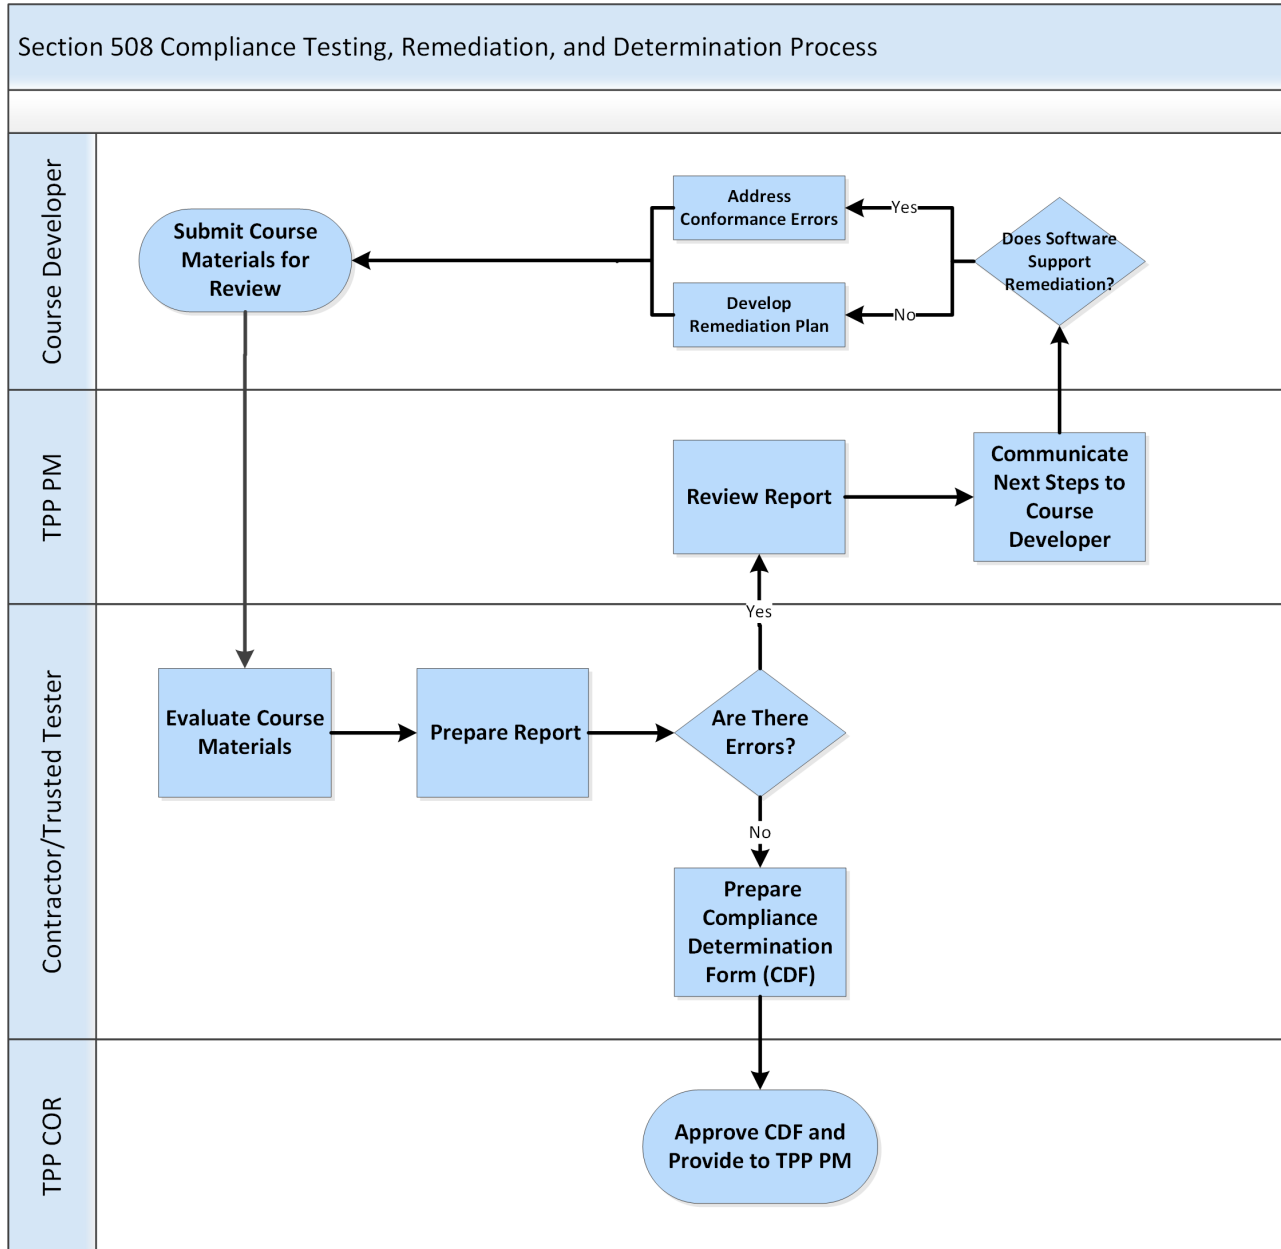 Section 508 Compliance Testing, Remediation, and Determination Process
Course Developer
Submit Course
Materials for
Review
Address
Conformance Errors
Yes
Does Software
Support
Remediation?
Develop
Remediation Plan
No
TPP PM
Review Report
Communicate
Next Steps to
Course
Developer
Yes
Contractor/Trusted Tester
Evaluate Course
Materials
Prepare Report
Are There
Errors?
No
Prepare
Compliance
Determination
Form (CDF)
TPP COR
Approve CDF and
Provide to TPP PM